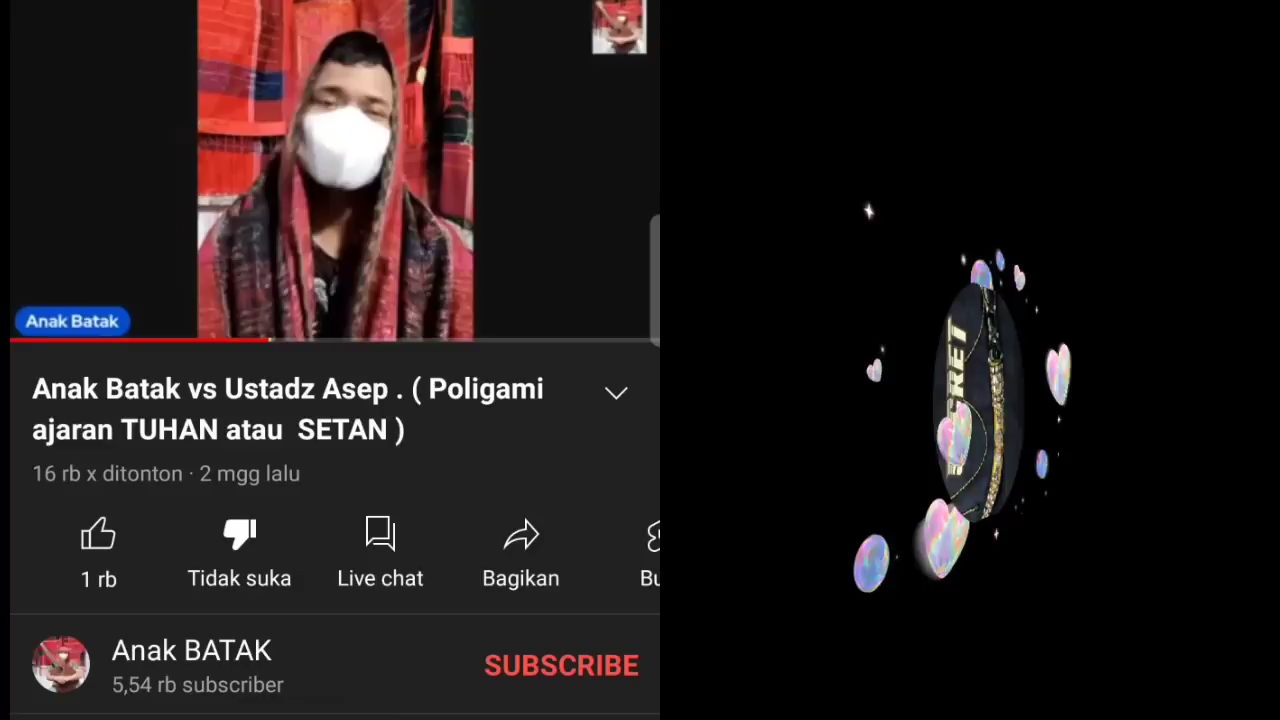 Anak Batak
Anak Batak vs Ustadz Asep . ( Poligami
ajaran TUHAN atau SETAN )
16 rb x ditonton · 2 mgg lalu
1 rb
Tidak suka
Live chat
Bagikan
Bu
Anak BATAK
5,54 rb subscriber
SUBSCRIBE